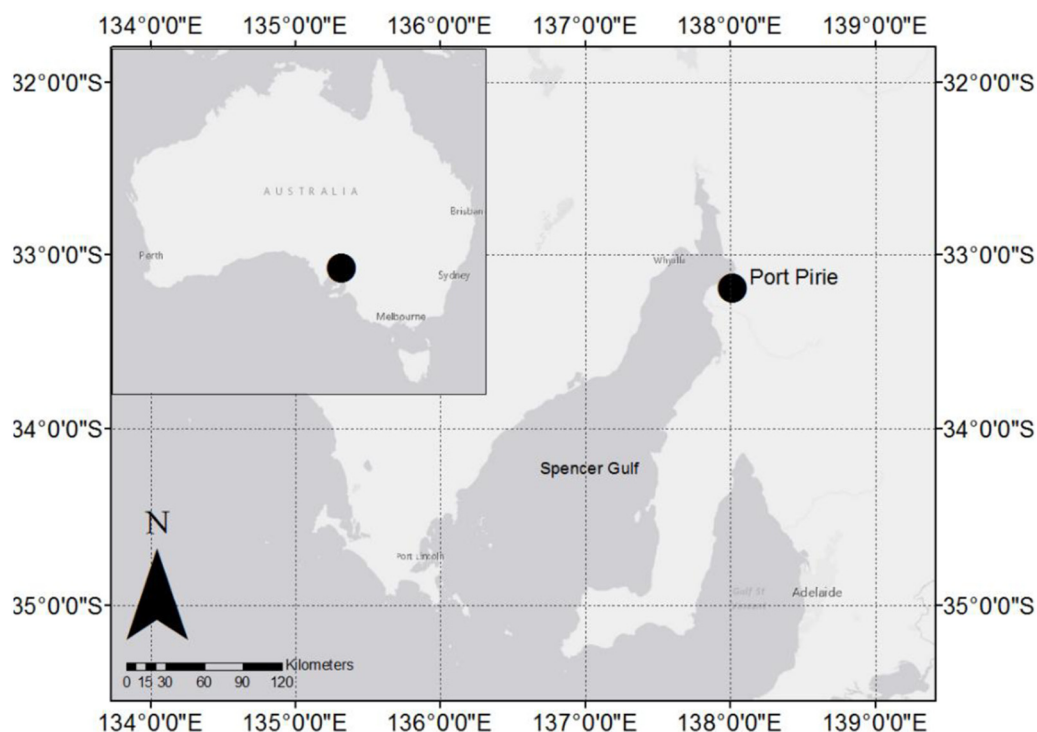 134°0'0"E 135°0'0"E 136°0'0"E 137°0'0"E 138°0'0"E 139°0'0"E
32°0'0"S 32°0'0"S
AUSTRALIA
Brisban
Perth
Sydney
Melbourne
33°0'0"S 33°0'0"S
Whyalla
Port Pirie
34°0'0"S 34°0'0"S
Spencer Gulf
N
Port Lincoln
35°0'0"S 35°0'0"S
Gulf St
Vincent
Adelaide
Kilometers
0 15 30 60 90 120
134°0'0"E 135°0'0"E 136°0'0"E 137°0'0"E 138°0'0"E 139°0'0"E